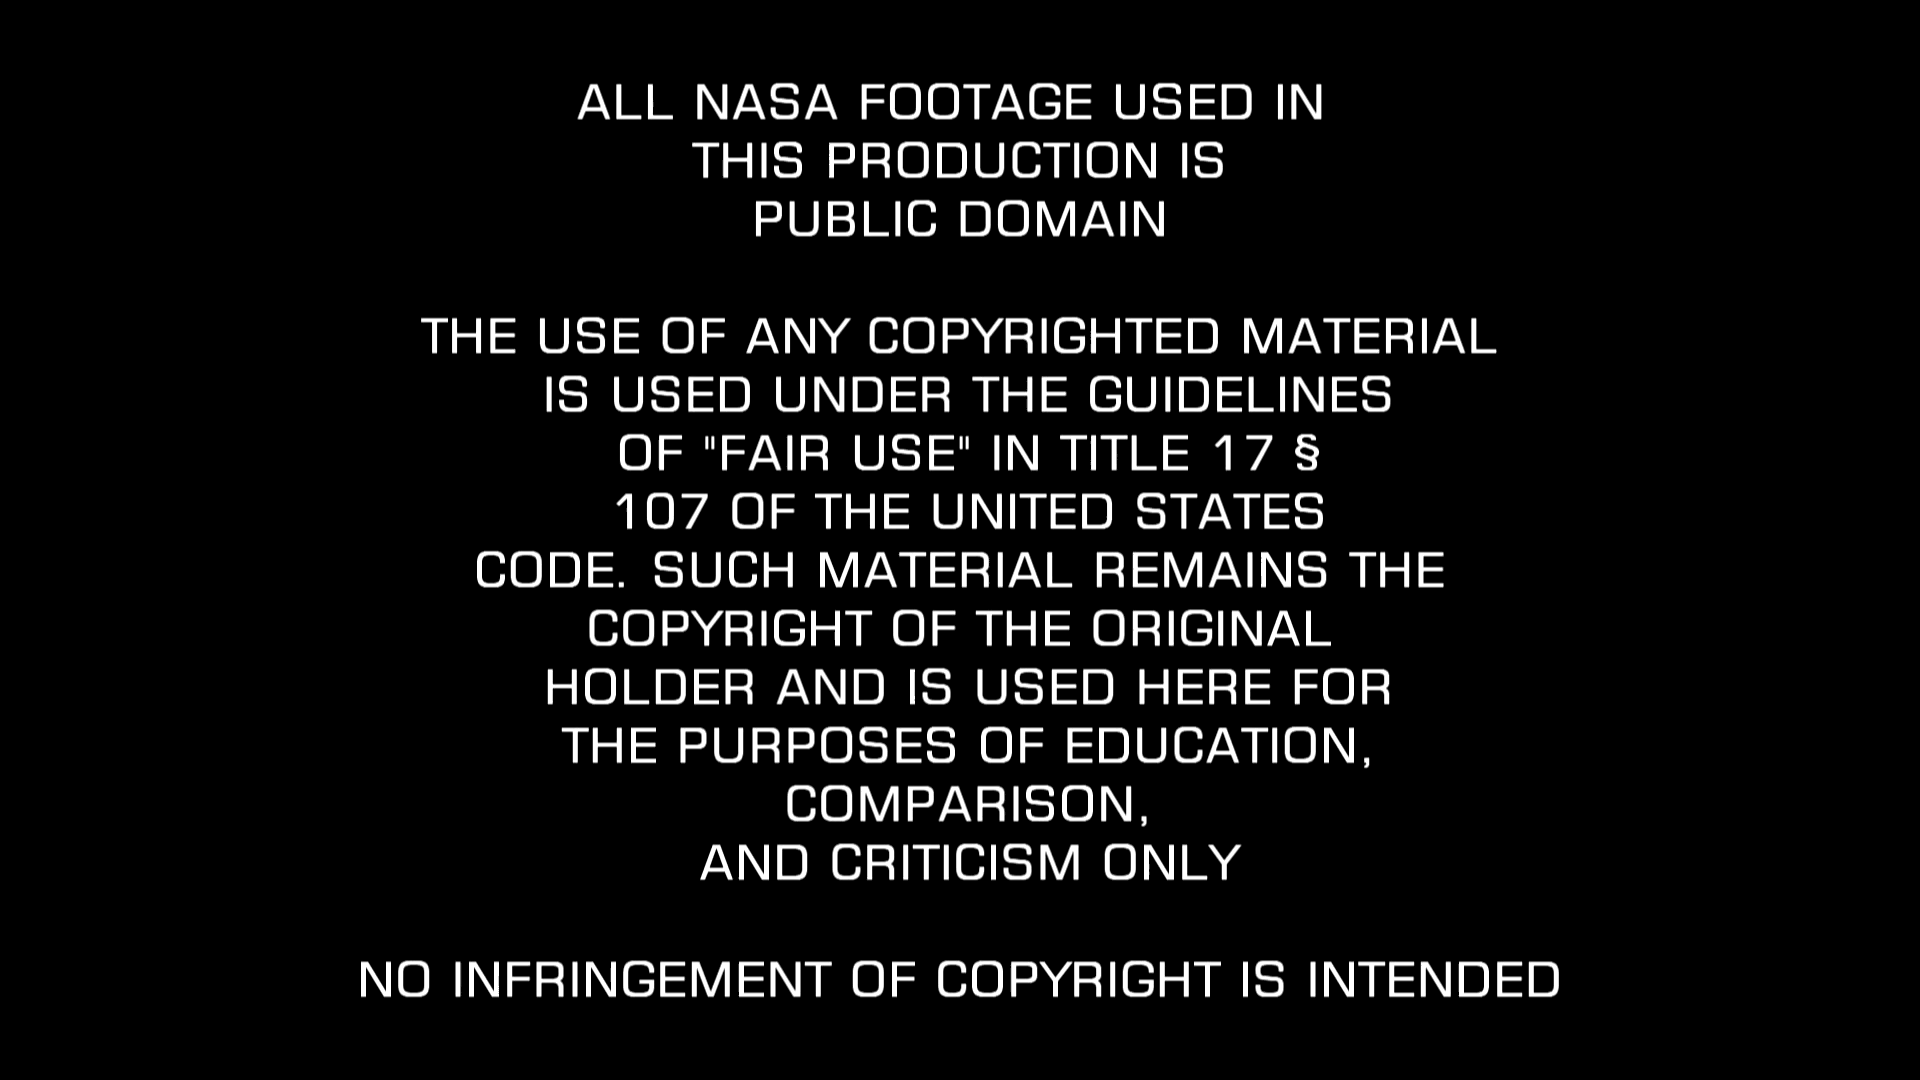 ALL NASA FOOTAGE USED IN
THIS PRODUCTION IS
PUBLIC DOMAIN
THE USE OF ANY COPYRIGHTED MATERIAL
IS USED UNDER THE GUIDELINES
OF "FAIR USE" IN TITLE 17 §
107 OF THE UNITED STATES
CODE. SUCH MATERIAL REMAINS THE
COPYRIGHT OF THE ORIGINAL
HOLDER AND IS USED HERE FOR
THE PURPOSES OF EDUCATION,
COMPARISON,
AND CRITICISM ONLY
NO INFRINGEMENT OF COPYRIGHT IS INTENDED